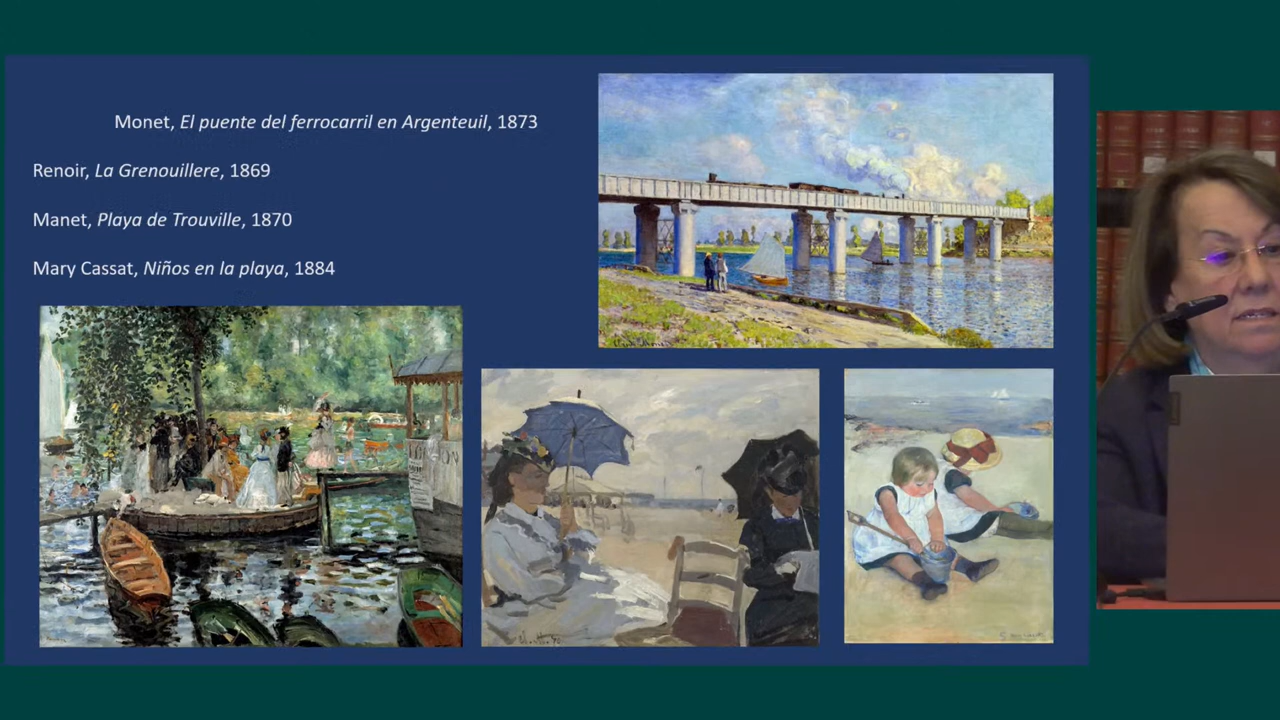 Monet, El puente del ferrocarril en Argenteuil, 1873
Renoir, La Grenouillere, 1869
Manet, Playa de Trouville, 1870
Mary Cassat, Niños en la playa, 1884